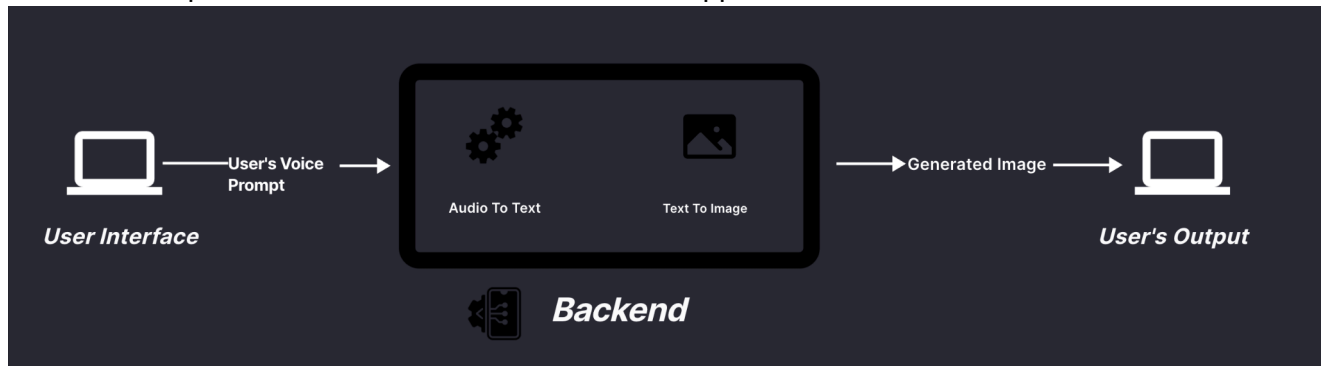 User's Voice
Prompt
Audio To Text
Text To Image
Generated Image
User Interface
User's Output
Backend